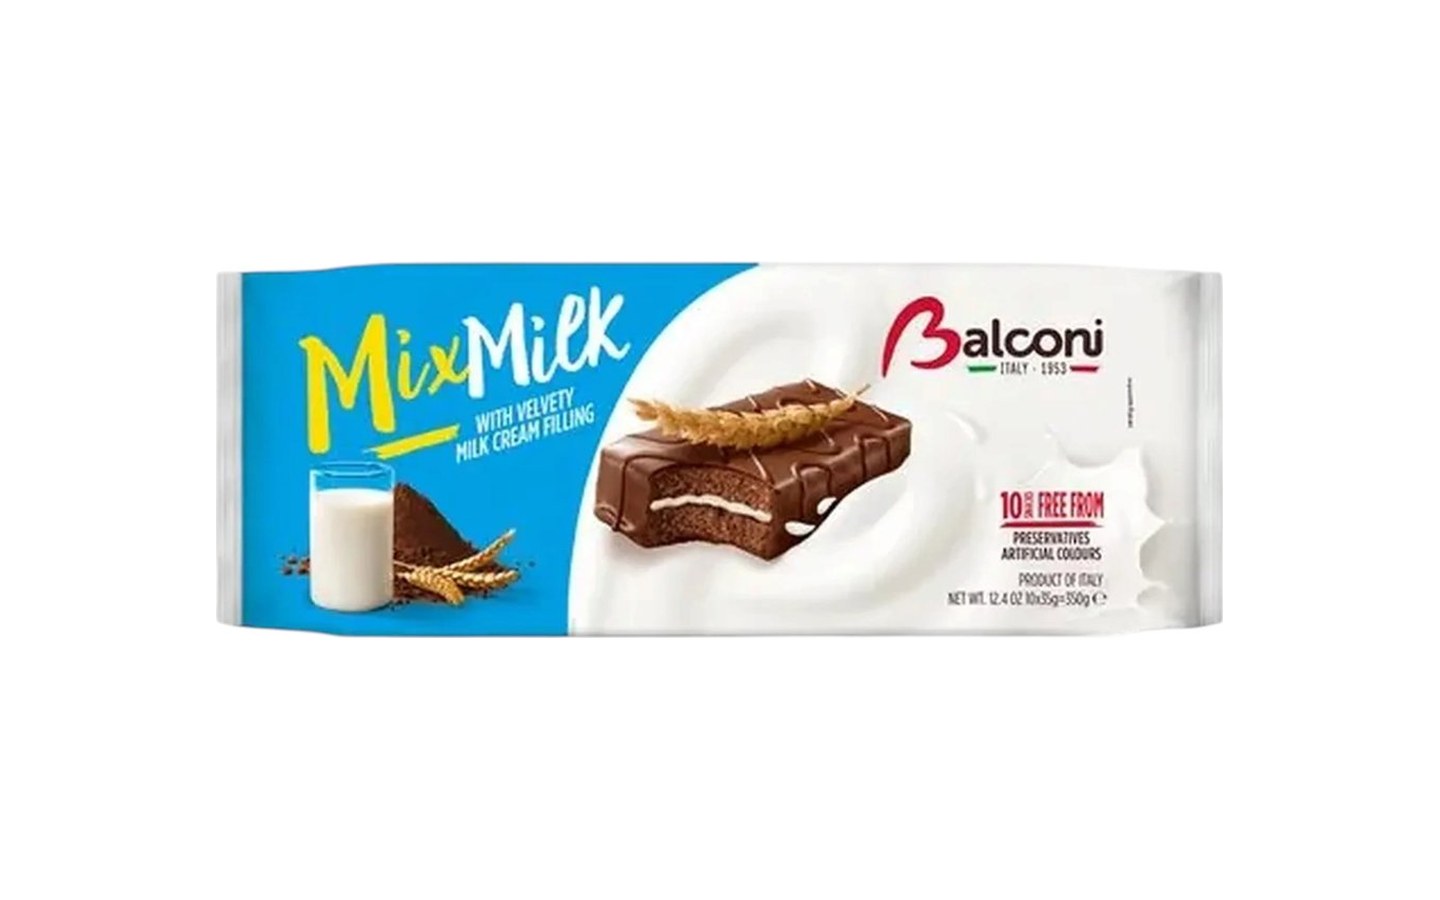 MixMilk
WITH VELVETY
MILK CREAM FILLING
Balconi
ITALY - 1953
10 SNACKS FREE FROM
PRESERVATIVES
ARTIFICIAL COLOURS
PRODUCT OF ITALY
NET WT. 12.4 OZ 10x35g=350g ℮